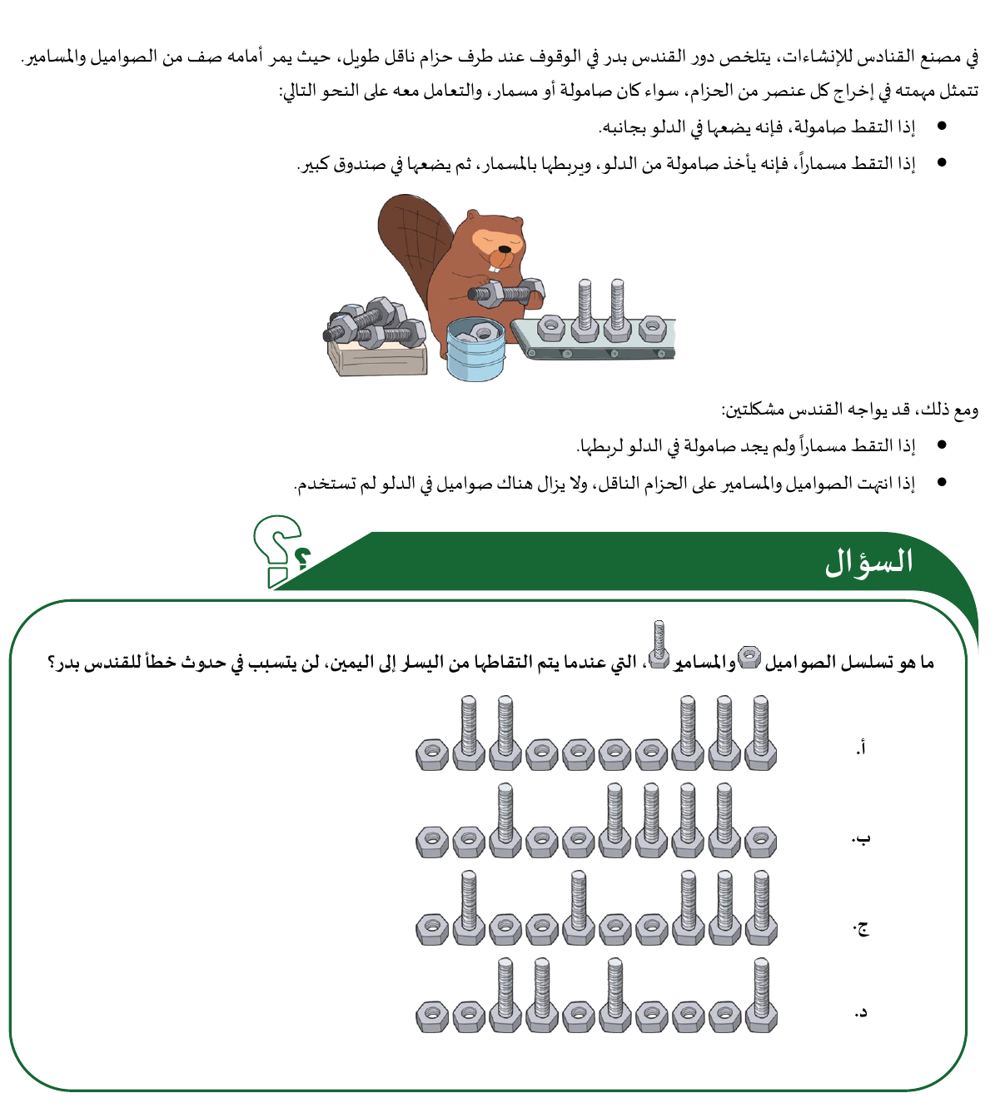 في مصنع القنادس للإنشاءات، يتلخص دور القندس بدر في الوقوف عند طرف حزام ناقل طويل، حيث يمر أمامه صف من الصواميل والمسامير.
تتمثل مهمته في إخراج كل عنصر من الحزام، سواء كان صامولة أو مسمار، والتعامل معه على النحو التالي:
● إذا التقط صامولة، فإنه يضعها في الدلو بجانبه.
● إذا التقط مسماراً، فإنه يأخذ صامولة من الدلو، ويربطها بالمسمار، ثم يضعها في صندوق كبير.
ومع ذلك، قد يواجه القندس مشكلتين:
● إذا التقط مسماراً ولم يجد صامولة في الدلو لربطها.
● إذا انتهت الصواميل والمسامير على الحزام الناقل، ولا يزال هناك صواميل في الدلو لم تستخدم.
؟؟
السؤال
ما هو تسلسل الصواميل والمسامير، التي عندما يتم التقاطها من اليسار إلى اليمين، لن يتسبب في حدوث خطأ للقندس بدر؟
أ.
ب.
ج.
د.